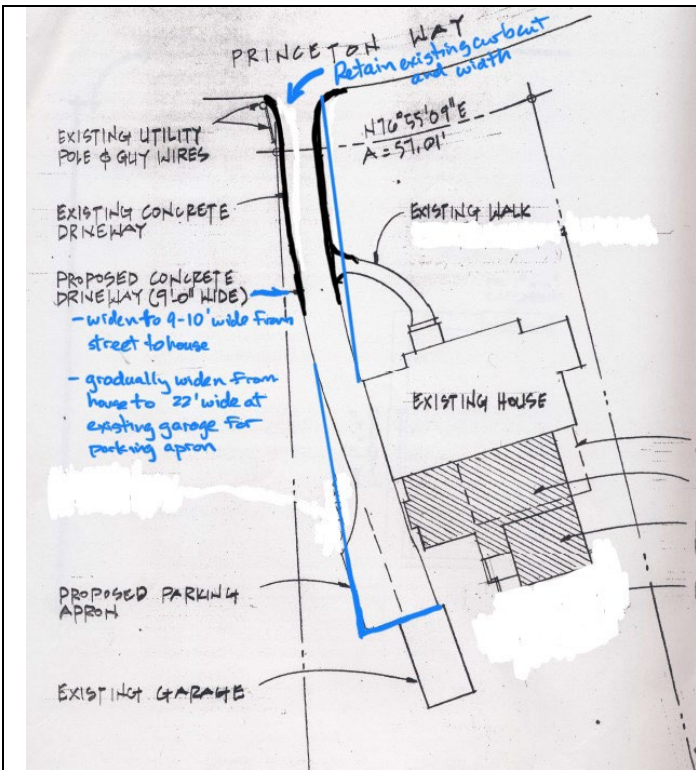 PRINCETON WAY
Retain existing curbcut
and width
N76°55'09"E
A = 57.01'
EXISTING UTILITY
POLE & GUY WIRES
EXISTING CONCRETE
DRIVEWAY
EXISTING WALK
PROPOSED CONCRETE
DRIVEWAY (9'0" WIDE)
- widen to 9-10' wide from
street to house
- gradually widen from
house to 22' wide at
existing garage for
parking apron
EXISTING HOUSE
PROPOSED PARKING
APRON
EXISTING GARAGE